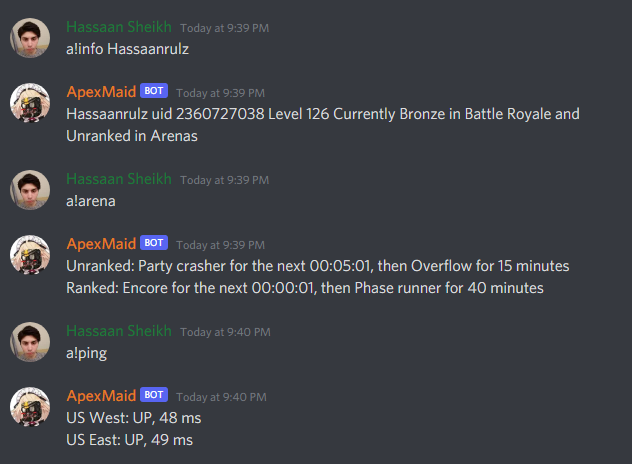 Hassaan Sheikh Today at 9:39 PM
a!info Hassaanrulz
ApexMaid BOT Today at 9:39 PM
Hassaanrulz uid 2360727038 Level 126 Currently Bronze in Battle Royale and
Unranked in Arenas
Hassaan Sheikh Today at 9:39 PM
a!arena
ApexMaid BOT Today at 9:39 PM
Unranked: Party crasher for the next 00:05:01, then Overflow for 15 minutes
Ranked: Encore for the next 00:00:01, then Phase runner for 40 minutes
Hassaan Sheikh Today at 9:40 PM
a!ping
ApexMaid BOT Today at 9:40 PM
US West: UP, 48 ms
US East: UP, 49 ms